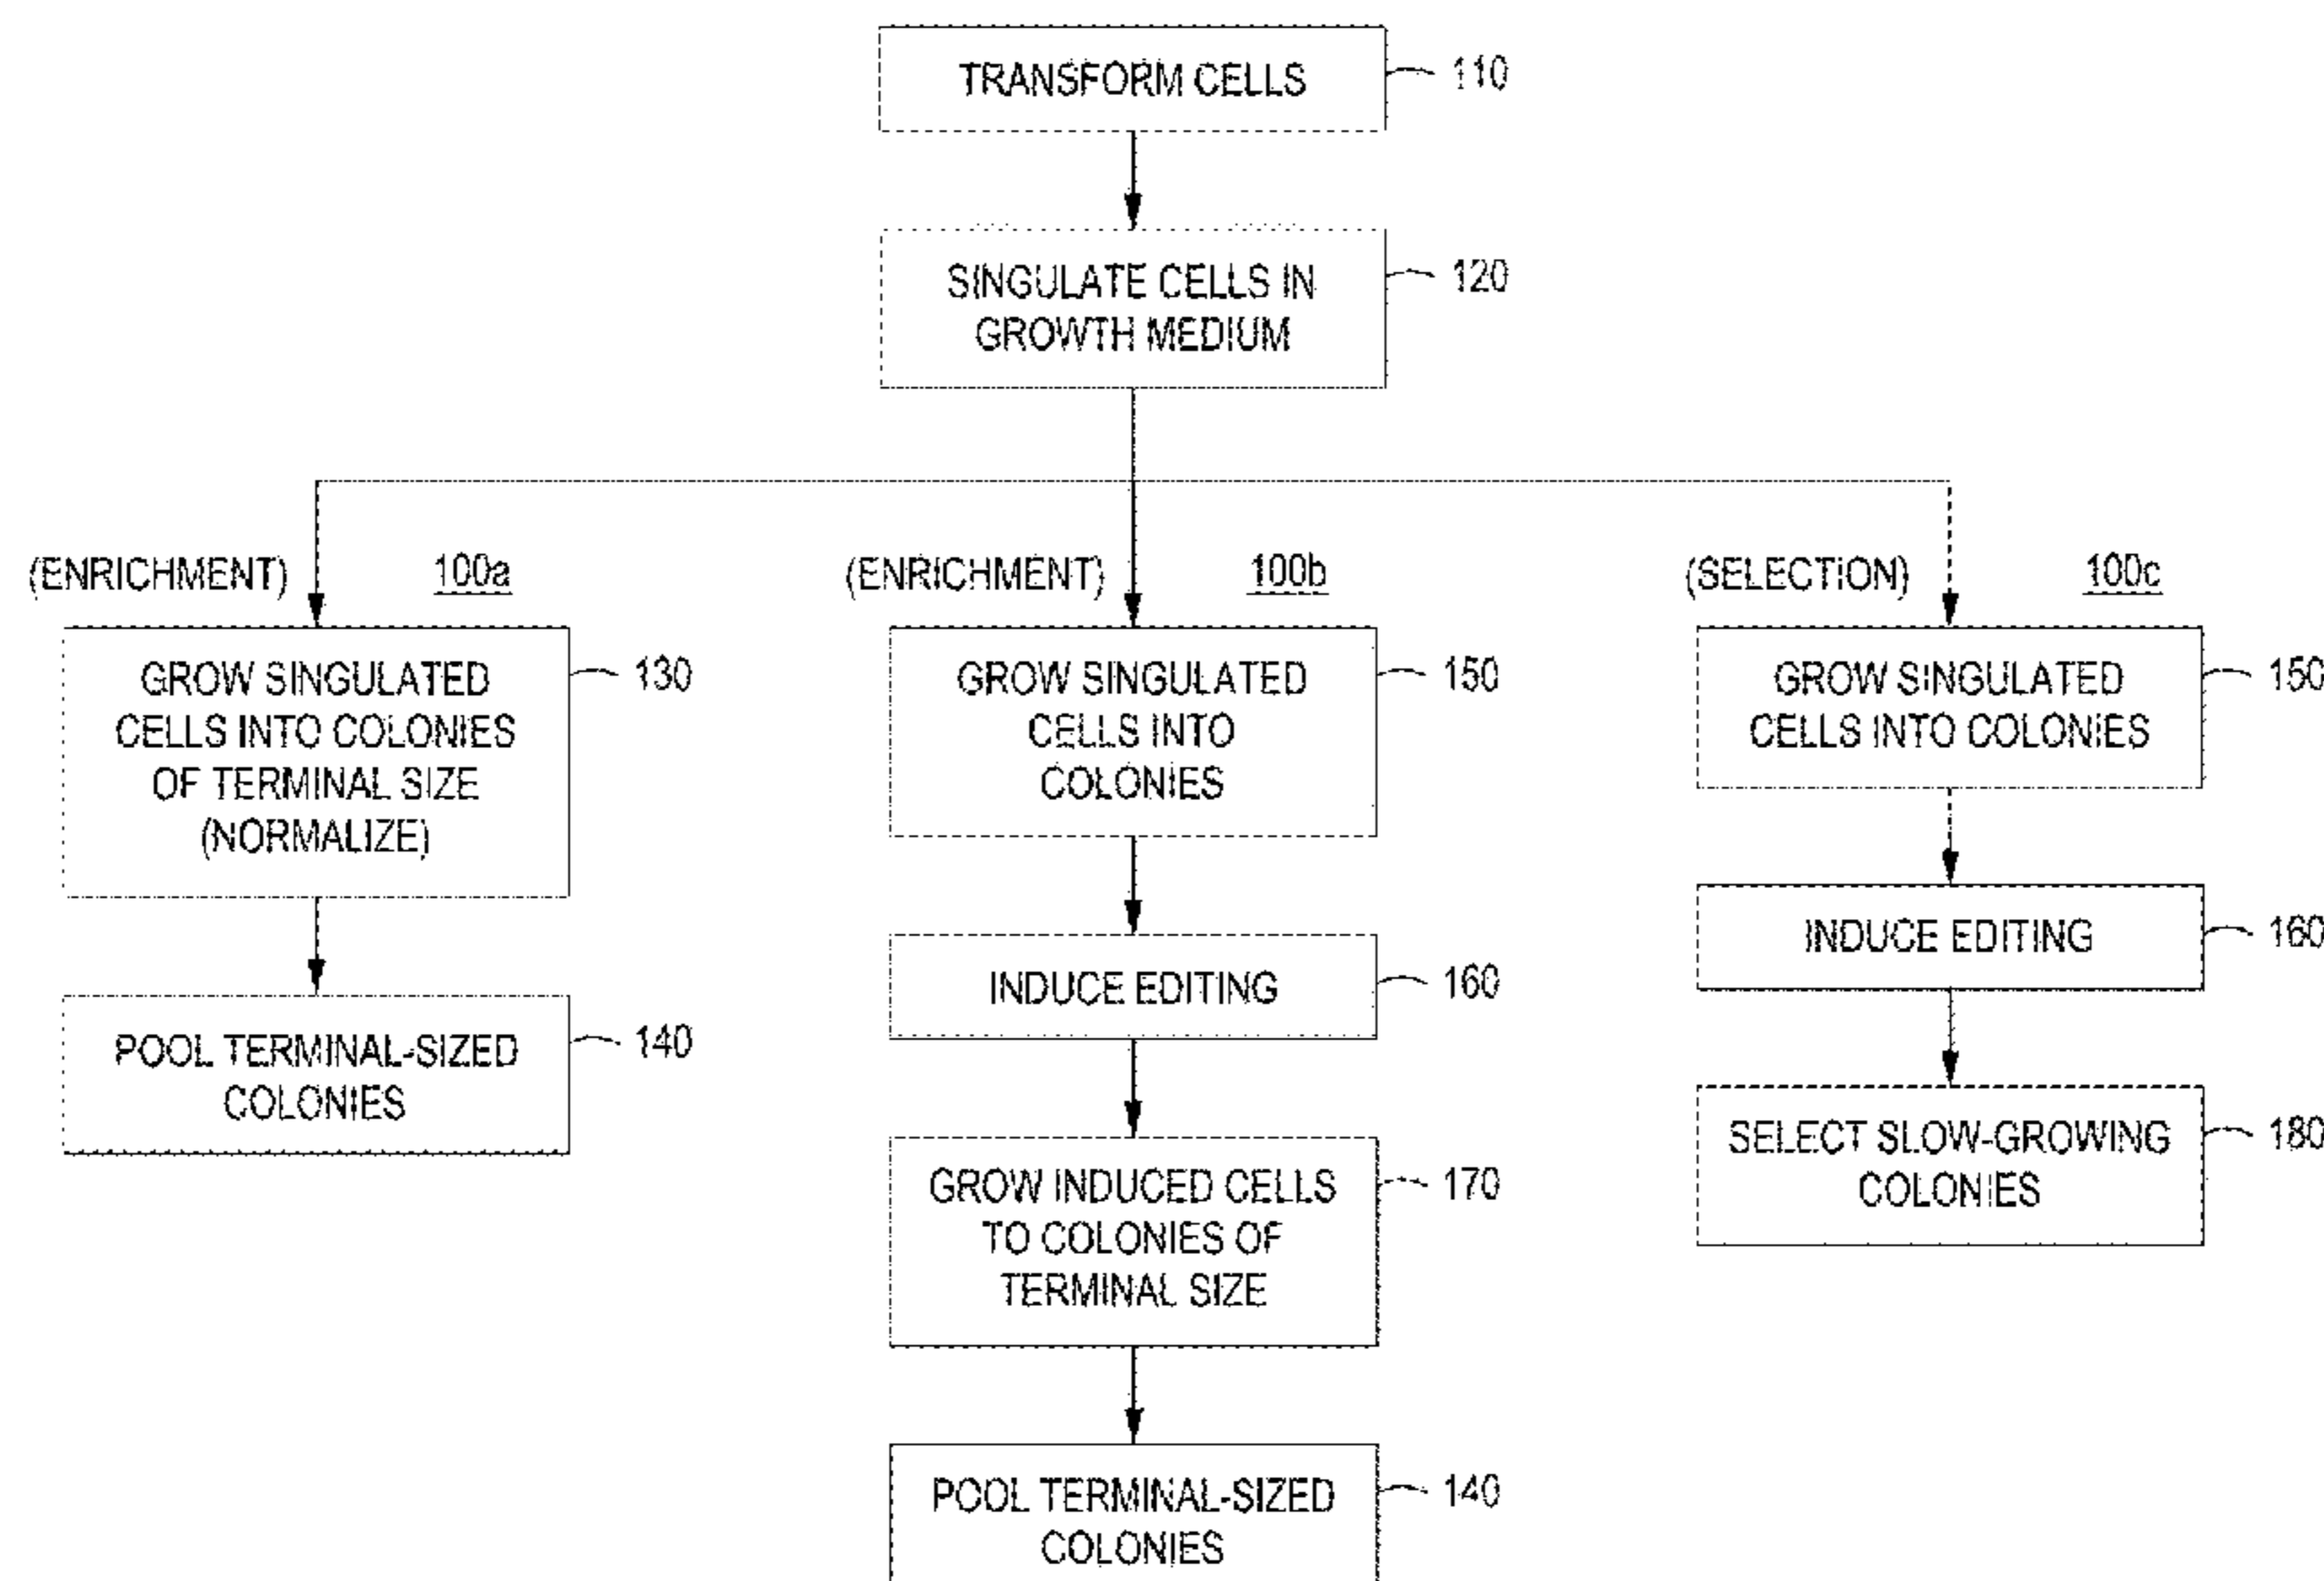 TRANSFORM CELLS
110
SINGULATE CELLS IN
GROWTH MEDIUM
120
(ENRICHMENT)
100a
GROW SINGULATED
CELLS INTO COLONIES
OF TERMINAL SIZE
(NORMALIZE)
130
POOL TERMINAL-SIZED
COLONIES
140
(ENRICHMENT)
100b
GROW SINGULATED
CELLS INTO
COLONIES
150
INDUCE EDITING
160
GROW INDUCED CELLS
TO COLONIES OF
TERMINAL SIZE
170
POOL TERMINAL-SIZED
COLONIES
140
(SELECTION)
100c
GROW SINGULATED
CELLS INTO COLONIES
150
INDUCE EDITING
160
SELECT SLOW-GROWING
COLONIES
180